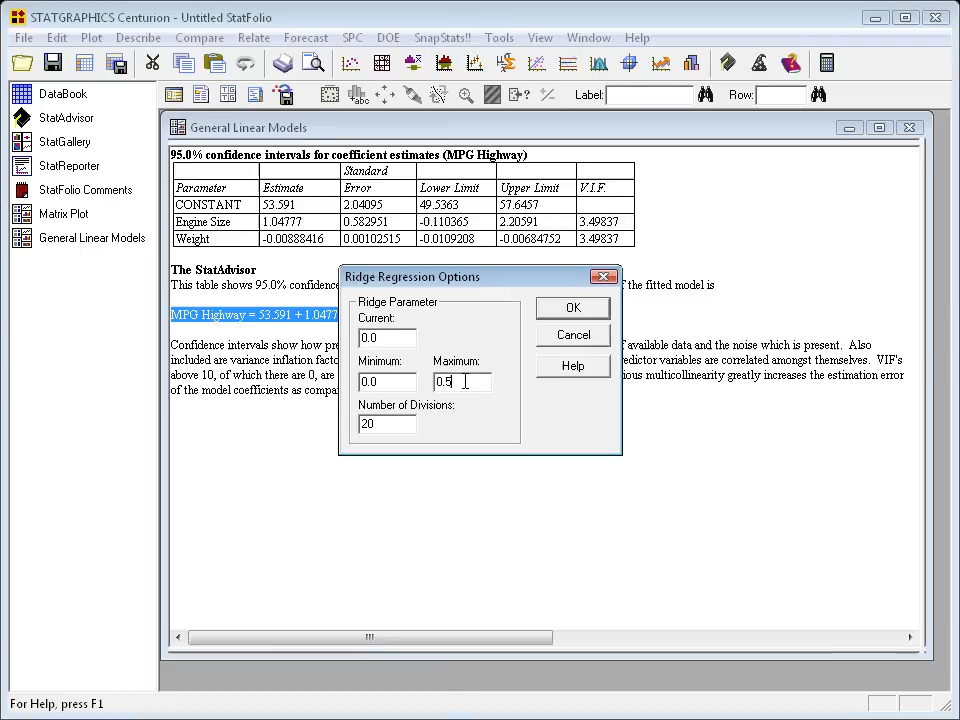 STATGRAPHICS Centurion - Untitled StatFolio
File Edit Plot Describe Compare Relate Forecast SPC DOE SnapStats!! Tools View Window Help
Label: Row:
DataBook
StatAdvisor
StatGallery
StatReporter
StatFolio Comments
Matrix Plot
General Linear Models
General Linear Models
95.0% confidence intervals for coefficient estimates (MPG Highway)
Standard
Parameter Estimate Error Lower Limit Upper Limit V.I.F.
CONSTANT 53.591 2.04095 49.5363 57.6457
Engine Size 1.04777 0.582951 -0.110365 2.20591 3.49837
Weight -0.00888416 0.00102515 -0.0109208 -0.00684752 3.49837
The StatAdvisor
This table shows 95.0% confidence f the fitted model is
MPG Highway = 53.591 + 1.0477
Confidence intervals show how pre f available data and the noise which is present. Also
included are variance inflation facto redictor variables are correlated amongst themselves. VIF's
above 10, of which there are 0, are ious multicollinearity greatly increases the estimation error
of the model coefficients as compa
Ridge Regression Options
Ridge Parameter
Current:
0.0
Minimum: Maximum:
0.0 0.5
Number of Divisions:
20
OK
Cancel
Help
For Help, press F1